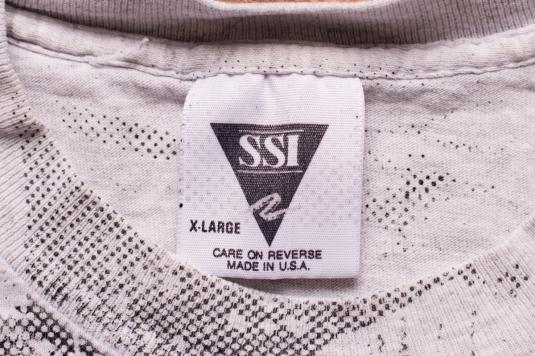 SSI
X-LARGE
CARE ON REVERSE
MADE IN U.S.A.